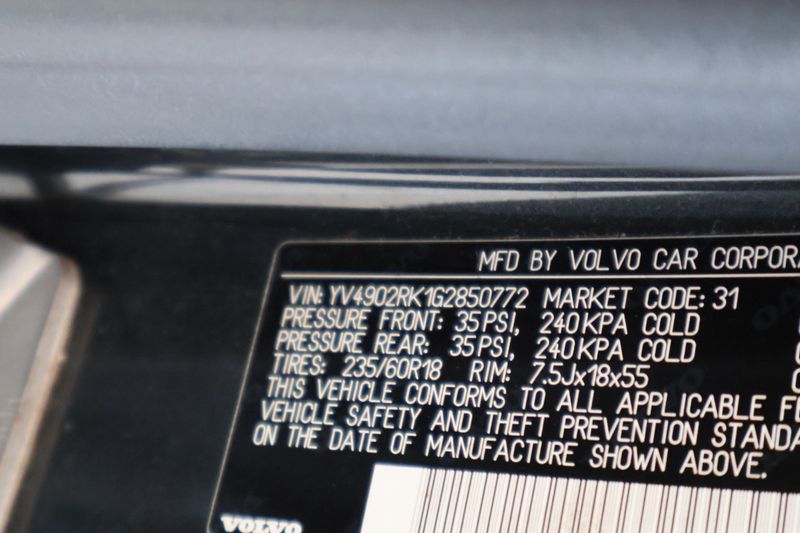 MFD BY VOLVO CAR CORPORA
VIN: YV4902RK1G2850772 MARKET CODE: 31
PRESSURE FRONT: 35PSI, 240KPA COLD
PRESSURE REAR: 35PSI, 240KPA COLD
TIRES: 235/60R18 RIM: 7.5Jx18x55
THIS VEHICLE CONFORMS TO ALL APPLICABLE FE
VEHICLE SAFETY AND THEFT PREVENTION STANDA
ON THE DATE OF MANUFACTURE SHOWN ABOVE.
VOLVO